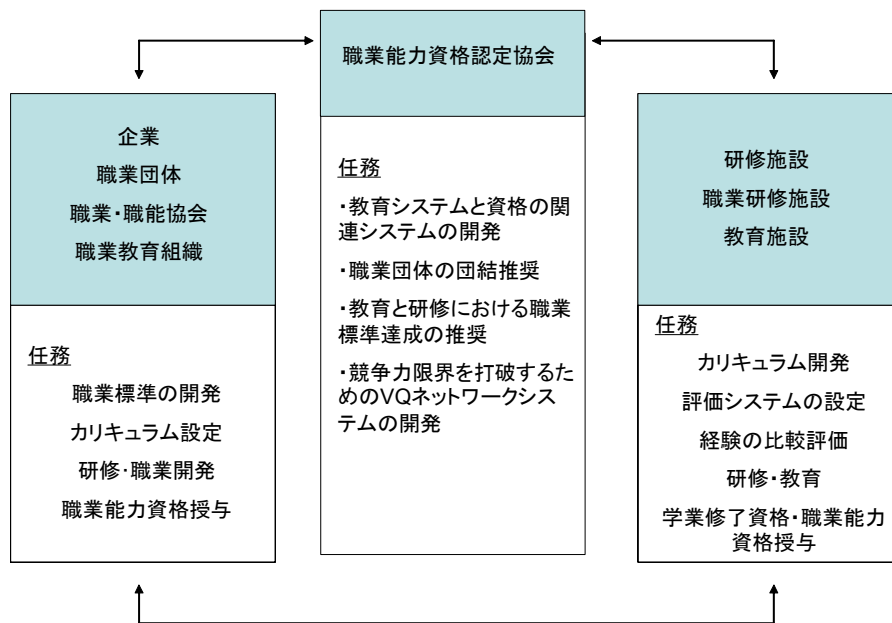 職業能力資格認定協会
企業
職業団体
職業・職能協会
職業教育組織
任務
職業標準の開発
カリキュラム設定
研修・職業開発
職業能力資格授与
任務
・教育システムと資格の関
連システムの開発
・職業団体の団結推奨
・教育と研修における職業
標準達成の推奨
・競争力限界を打破するた
めのVQネットワークシス
テムの開発
研修施設
職業研修施設
教育施設
任務
カリキュラム開発
評価システムの設定
経験の比較評価
研修・教育
学業修了資格・職業能力
資格授与